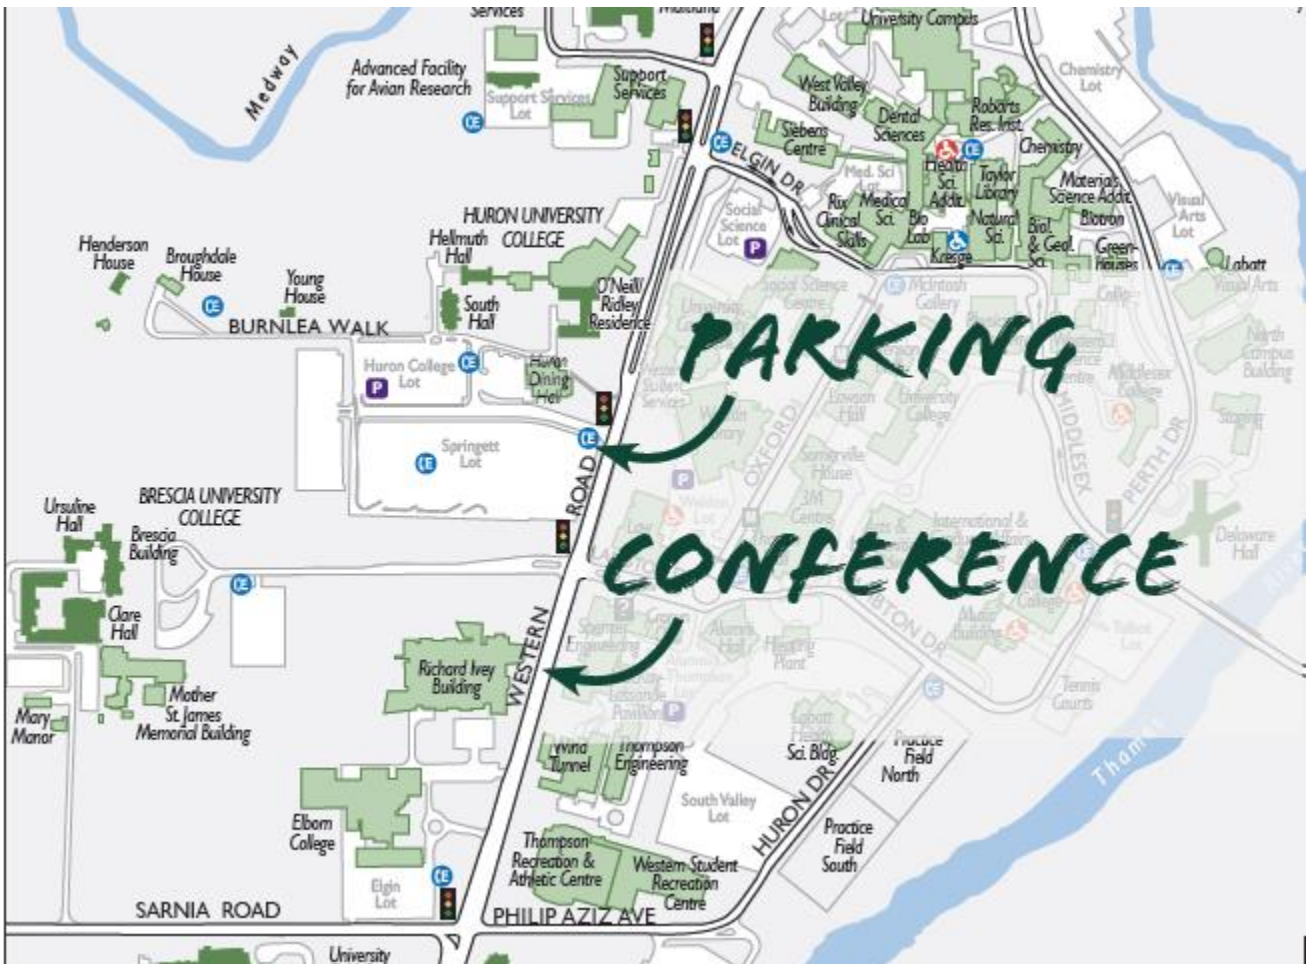 Services
Maitland
University Campus
Medway
Advanced Facility
for Avian Research
Support Services
Lot
Support
Services
West Valley
Building
Dental
Sciences
Roberts
Res. Inst.
Chemistry
Lot
Siebens
Centre
Chemistry
ELGIN DR
Med. Sci
Lot
Health
Sci.
Addit.
Taylor
Library
Materials
Science Addit.
Visual
Arts
Lot
Rix
Clinical
Skills
Medical
Sci.
Bio
Lab
Natural
Sci.
Biotron
Biol.
& Geol.
Sci.
Green-
houses
Kresge
Social
Science
Lot
P
HURON UNIVERSITY
COLLEGE
Hellmuth
Hall
Henderson
House
Broughdale
House
Young
House
South
Hall
O'Neill/
Ridley
Residence
BURNLEA WALK
Labatt
Visual Arts
Social Science
Centre
McIntosh
Gallery
North
Campus
Building
PARKING
Huron College
Lot
P
Huron
Dining
Hall
Lawson
Hall
University
College
Middlesex
College
Staging
MIDDLESEX
PERTH DR
OXFORD
Springett
Lot
Somerville
House
3M
Centre
P
ROAD
BRESCIA UNIVERSITY
COLLEGE
Ursuline
Hall
Brescia
Building
Law
International &
Delaware
Hall
CONFERENCE
Clare
Hall
WESTERN
Richard Ivey
Building
Spencer
Engineering
Alumni
Hall
Heating
Plant
Music
Building
Talbot
Lot
Thompson
Lot
P
Tennis
Courts
Mother
St. James
Memorial Building
Mary
Manor
Labatt
Health
Sci. Bldg.
Practice
Field
North
Thames
Wind
Tunnel
Thompson
Engineering
South Valley
Lot
HURON DR.
Practice
Field
South
Elborn
College
Elgin
Lot
Thompson
Recreation &
Athletic Centre
Western Student
Recreation
Centre
SARNIA ROAD
PHILIP AZIZ AVE
University